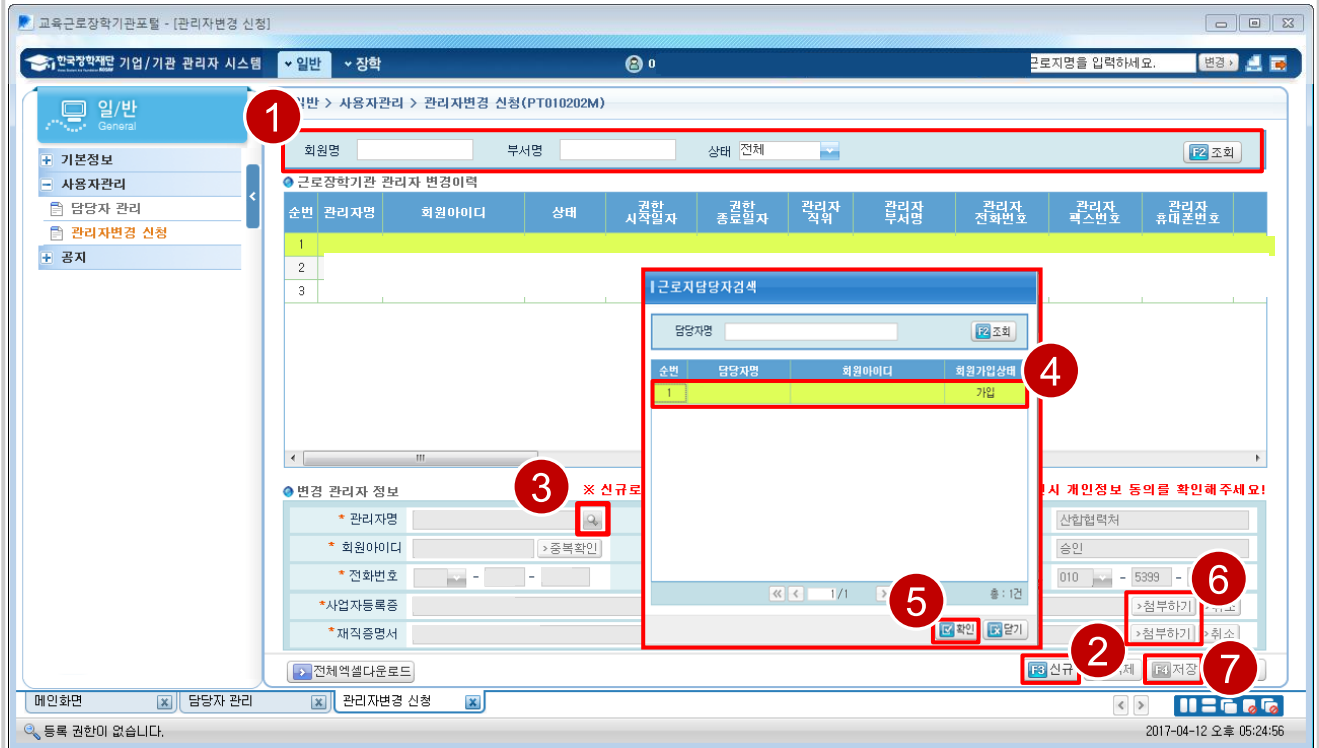 교육근로장학기관포털 - [관리자변경 신청]
한국장학재단 기업/기관 관리자 시스템
일반 장학
0
근로지명을 입력하세요. 변경
일/반
General
일반 > 사용자관리 > 관리자변경 신청(PT010202M)
1
회원명 부서명 상태 전체 F2 조회
기본정보
사용자관리
담당자 관리
관리자변경 신청
공지
근로장학기관 관리자 변경이력
순번 관리자명 회원아이디 상태 권한시작일자 권한종료일자 관리자직위 관리자부서명 관리자전화번호 관리자팩스번호 관리자휴대폰번호
1
2
3
근로지담당자검색
담당자명 F2 조회
순번 담당자명 회원아이디 회원가입상태
1 가입
4
1/1 총 : 1건
5
확인 닫기
변경 관리자 정보
3
※ 신규로
시 개인정보 동의를 확인해주세요!
* 관리자명 산합협력처
* 회원아이디 중복확인 승인
* 전화번호 - - 010 - 5399 -
6
*사업자등록증 첨부하기
*재직증명서 첨부하기 취소
전체엑셀다운로드
F3 신규 2 제 F4 저장 7
메인화면 담당자 관리 관리자변경 신청
등록 권한이 없습니다.
2017-04-12 오후 05:24:56